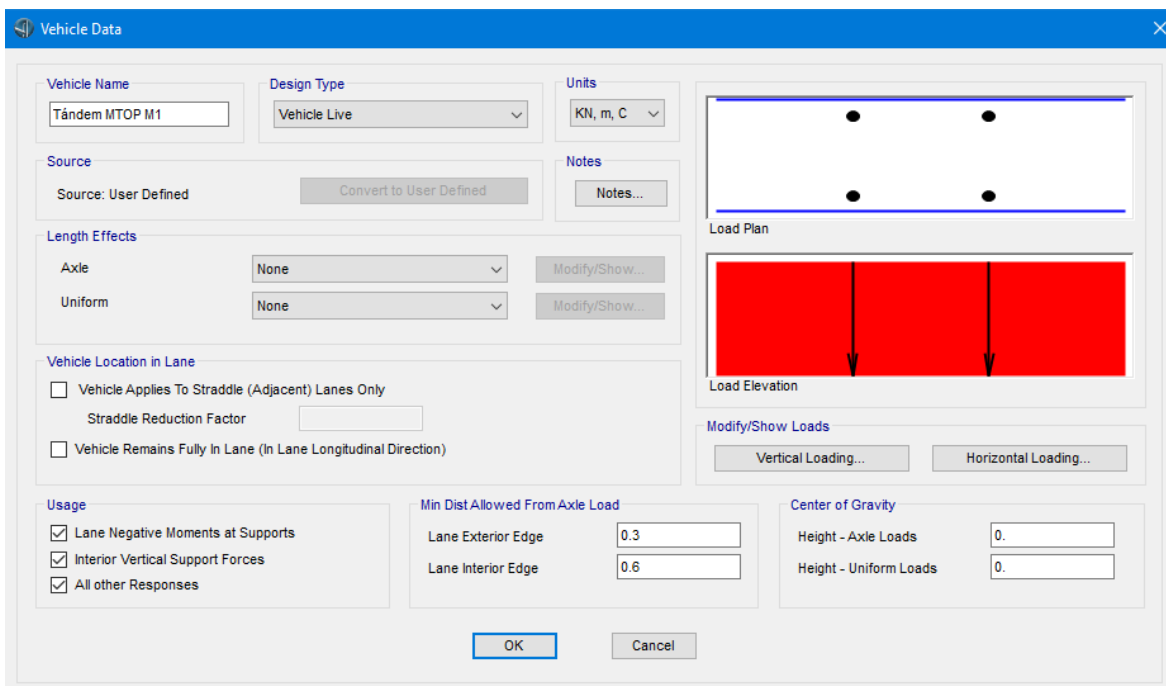 Vehicle Data
Vehicle Name
Tándem MTOP M1
Design Type
Vehicle Live
Units
KN, m, C
Source
Source: User Defined
Convert to User Defined
Notes
Notes...
Load Plan
Length Effects
Axle
None
Modify/Show...
Uniform
None
Modify/Show...
Load Elevation
Vehicle Location in Lane
Vehicle Applies To Straddle (Adjacent) Lanes Only
Straddle Reduction Factor
Vehicle Remains Fully In Lane (In Lane Longitudinal Direction)
Modify/Show Loads
Vertical Loading...
Horizontal Loading...
Usage
Lane Negative Moments at Supports
Interior Vertical Support Forces
All other Responses
Min Dist Allowed From Axle Load
Lane Exterior Edge
0.3
Lane Interior Edge
0.6
Center of Gravity
Height - Axle Loads
0.
Height - Uniform Loads
0.
OK
Cancel